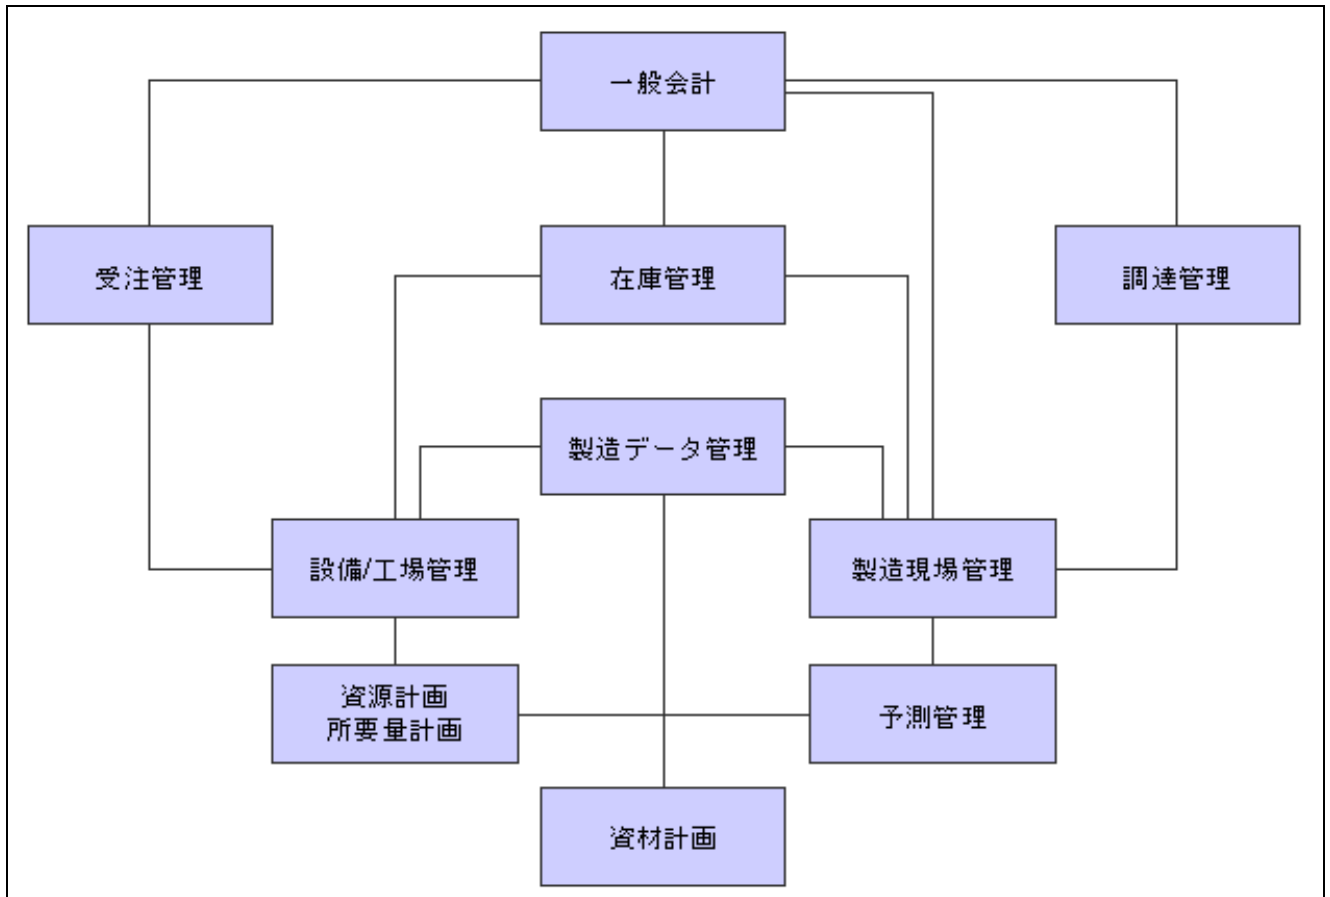 一般会計
受注管理
在庫管理
調達管理
製造データ管理
設備/工場管理
製造現場管理
資源計画
所要量計画
予測管理
資材計画